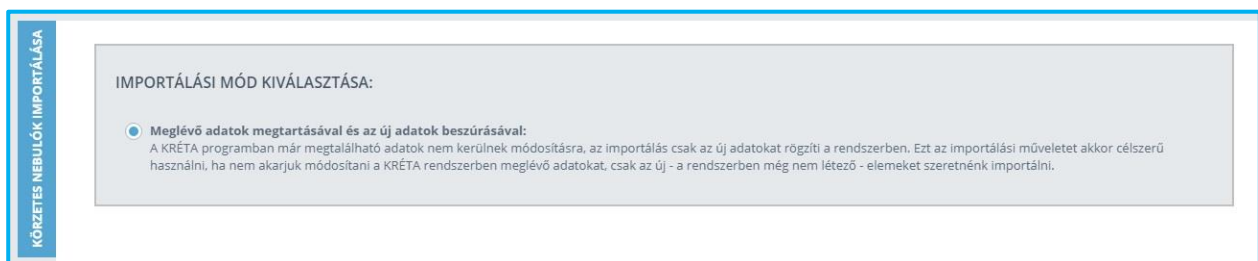 KÖRZETES NEBULÓK IMPORTÁLÁSA
IMPORTÁLÁSI MÓD KIVÁLASZTÁSA:
Meglévő adatok megtartásával és az új adatok beszúrásával:
A KRÉTA programban már megtalálható adatok nem kerülnek módosításra, az importálás csak az új adatokat rögzíti a rendszerben. Ezt az importálási műveletet akkor célszerű
használni, ha nem akarjuk módosítani a KRÉTA rendszerben meglévő adatokat, csak az új - a rendszerben még nem létező - elemeket szeretnénk importálni.